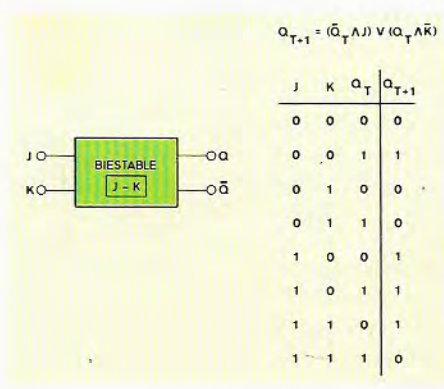 Q_T+1 = (Q̄_T ∧ J) ∨ (Q_T ∧ K̄)
J K Q_T Q_T+1
0 0 0 0
0 0 1 1
0 1 0 0
0 1 1 0
1 0 0 1
1 0 1 1
1 1 0 1
1 1 1 0
J Q
BIESTABLE
J - K
K Q̄